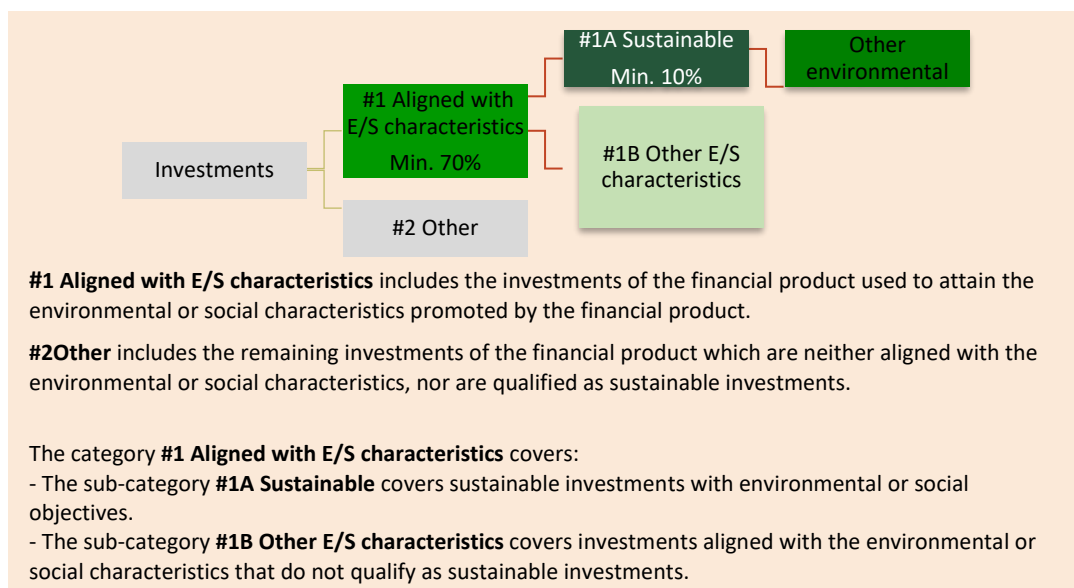 #1A Sustainable
Min. 10%
Other
environmental
#1 Aligned with
E/S characteristics
Min. 70%
#1B Other E/S
characteristics
Investments
#2 Other
#1 Aligned with E/S characteristics includes the investments of the financial product used to attain the
environmental or social characteristics promoted by the financial product.
#2Other includes the remaining investments of the financial product which are neither aligned with the
environmental or social characteristics, nor are qualified as sustainable investments.
The category #1 Aligned with E/S characteristics covers:
- The sub-category #1A Sustainable covers sustainable investments with environmental or social
objectives.
- The sub-category #1B Other E/S characteristics covers investments aligned with the environmental or
social characteristics that do not qualify as sustainable investments.